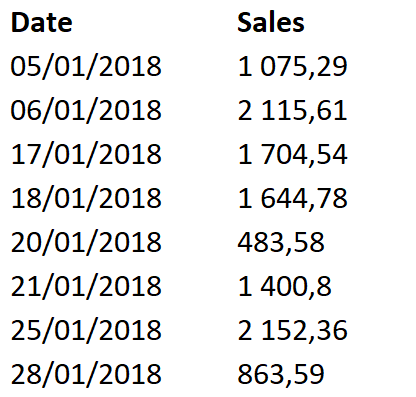 Date Sales
05/01/2018 1 075,29
06/01/2018 2 115,61
17/01/2018 1 704,54
18/01/2018 1 644,78
20/01/2018 483,58
21/01/2018 1 400,8
25/01/2018 2 152,36
28/01/2018 863,59